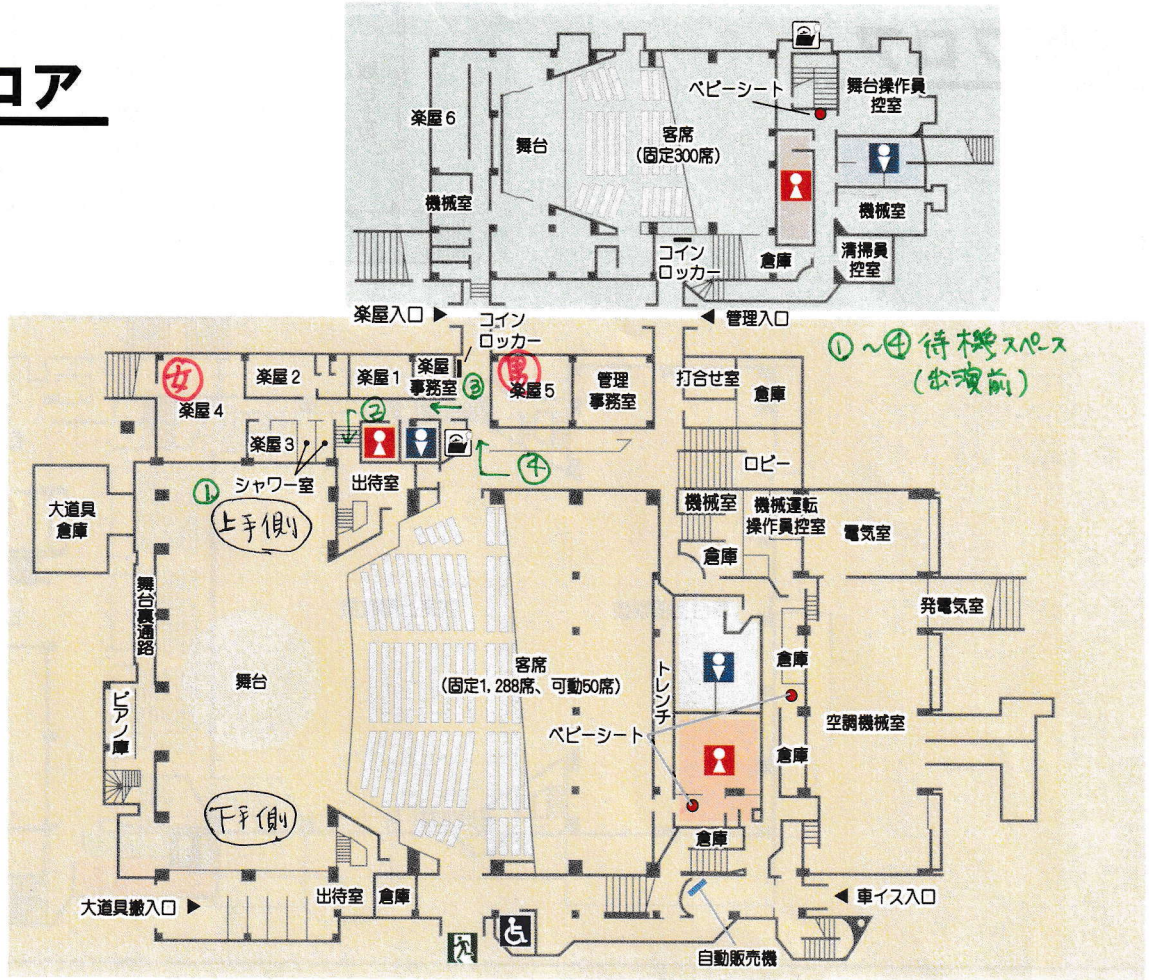 ロア
ベビーシート
舞台操作員
控室
楽屋6
舞台
客席
(固定300席)
機械室
機械室
コイン
ロッカー
倉庫
清掃員
控室
楽屋入口
コイン
ロッカー
管理入口
①～④待機スペース
(出演前)
女
楽屋4
楽屋2
楽屋1
楽屋
事務室
③
男
楽屋5
管理
事務室
打合せ室
倉庫
②
楽屋3
シャワー室
出待室
④
ロビー
①
上手側
大道具
倉庫
機械室
機械運転
操作員控室
電気室
倉庫
舞台裏通路
発電気室
舞台
客席
(固定1,288席、可動50席)
トレンチ
倉庫
ピアノ庫
ベビーシート
倉庫
空調機械室
下手側
倉庫
大道具搬入口
出待室
倉庫
車イス入口
自動販売機